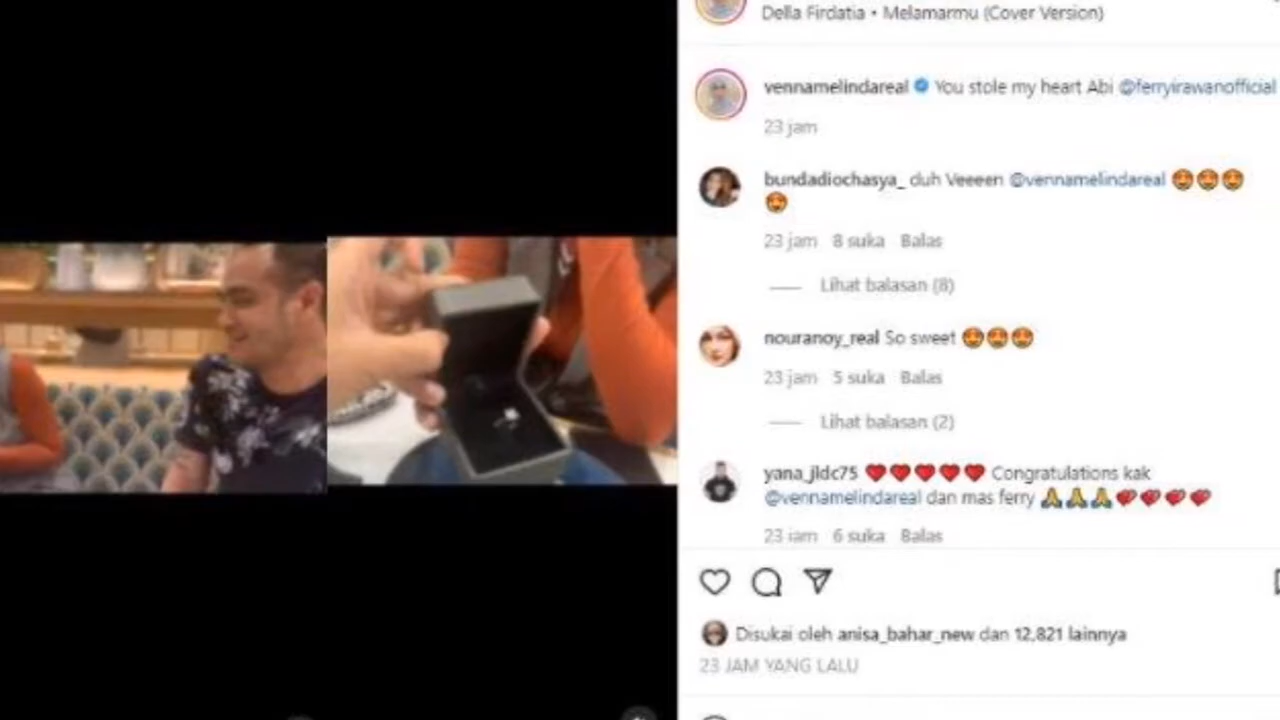 Della Firdatia • Melamarmu (Cover Version)
vennamelindareal You stole my heart Abi @ferryirawanofficial
23 jam
bundadiochasya_ duh Veeeen @vennamelindareal 🤩🤩🤩
🤩
23 jam 8 suka Balas
Lihat balasan (8)
nouranoy_real So sweet 🤩🤩🤩
23 jam 5 suka Balas
Lihat balasan (2)
yana_jldc75 ❤️❤️❤️❤️❤️ Congratulations kak
@vennamelindareal dan mas ferry 🙏🙏🙏💕💕💕💕
23 jam 6 suka Balas
Disukai oleh anisa_bahar_new dan 12,821 lainnya
23 JAM YANG LALU